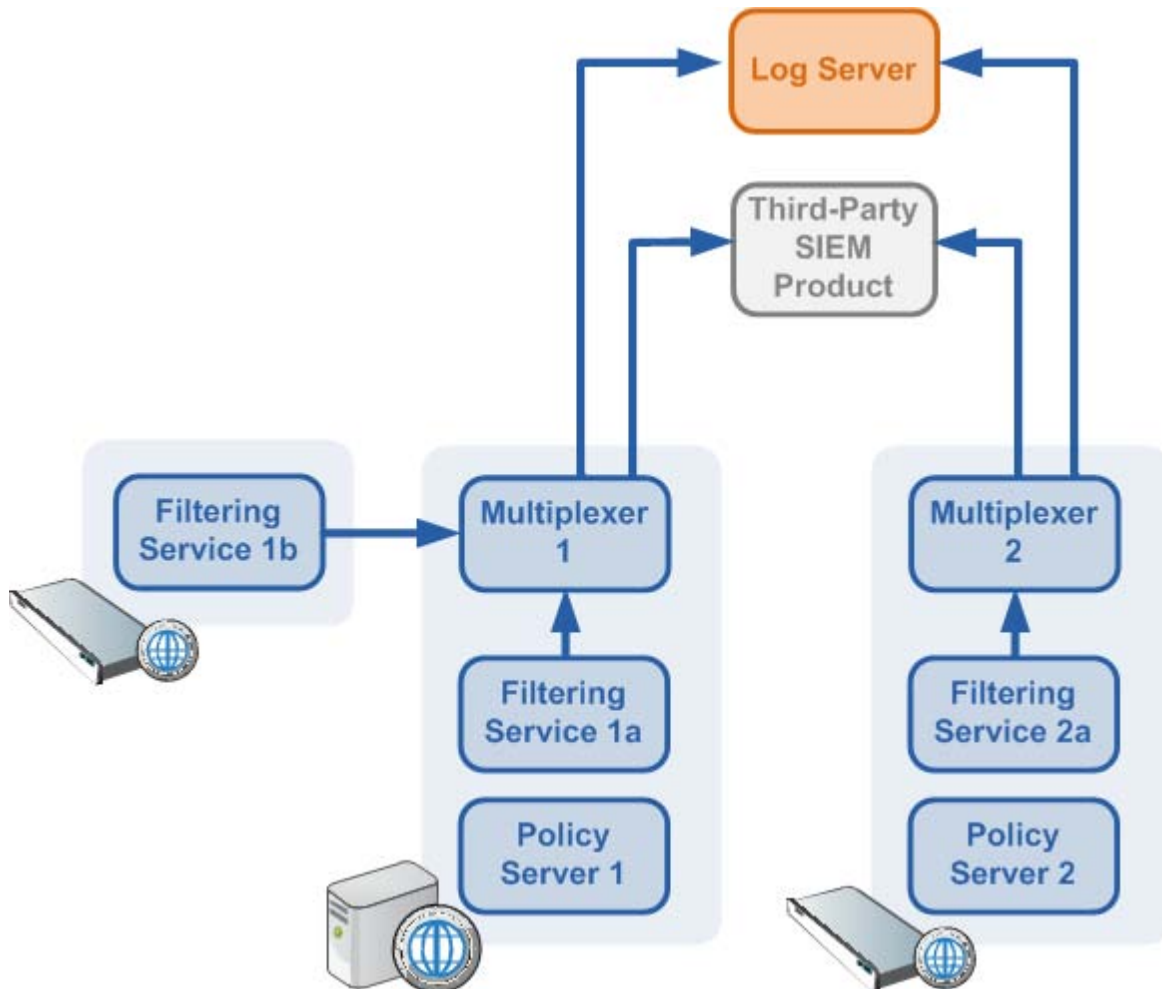 Log Server
Third-Party
SIEM
Product
Filtering
Service 1b
Multiplexer
1
Multiplexer
2
Filtering
Service 1a
Filtering
Service 2a
Policy
Server 1
Policy
Server 2